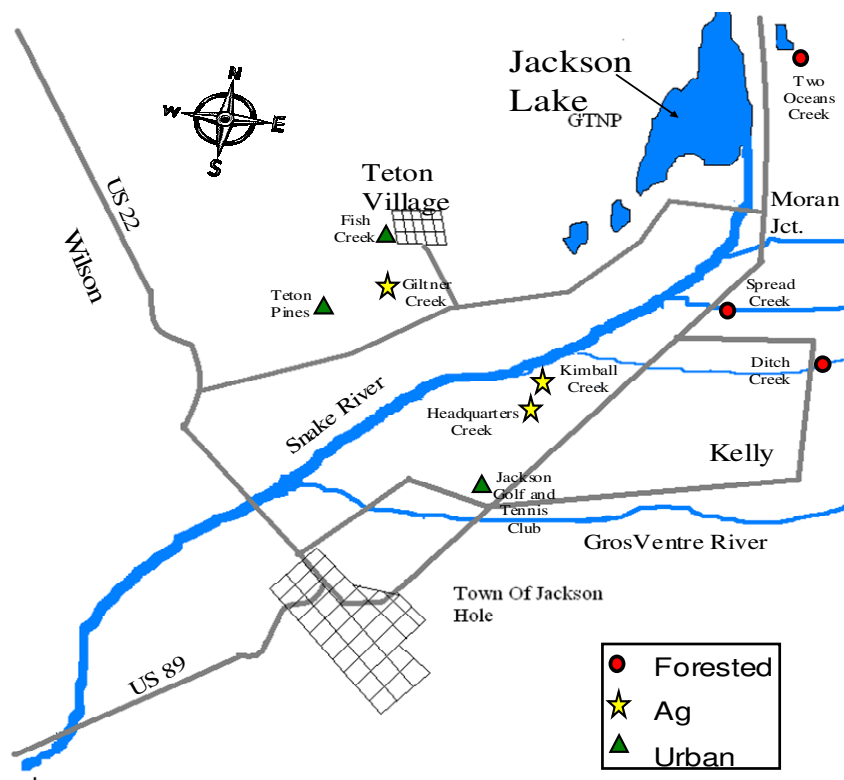 N
W
E
S
Jackson
Lake
GTNP
Two
Oceans
Creek
Teton
Village
Fish
Creek
Moran
Jct.
US 22
Wilson
Giltner
Creek
Teton
Pines
Spread
Creek
Kimball
Creek
Ditch
Creek
Snake River
Headquarters
Creek
Kelly
Jackson
Golf and
Tennis
Club
GrosVentre River
Town Of Jackson
Hole
US 89
Forested
Ag
Urban